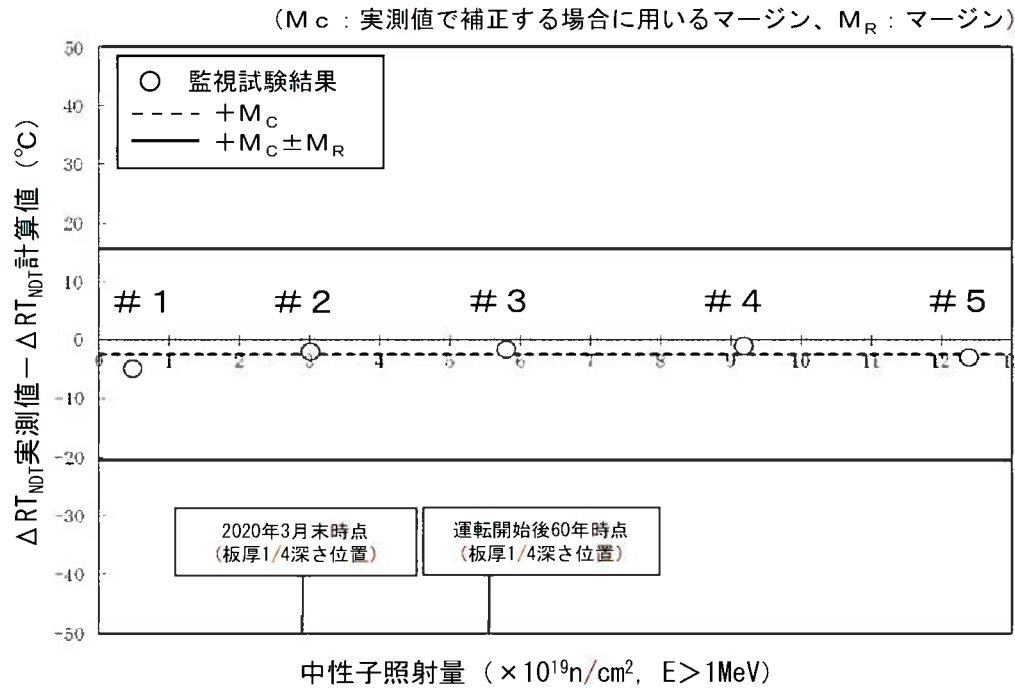 (Mc:実測値で補正する場合に用いるマージン、MR:マージン)
50
○ 監視試験結果
+MC
+MC±MR
40
30
20
10
0
-10
-20
-30
-40
-50
ΔRTNDT実測値-ΔRTNDT計算値 (℃)
#1 #2 #3 #4 #5
0 1 2 3 4 5 6 7 8 9 10 11 12 13
2020年3月末時点
(板厚1/4深さ位置)
運転開始後60年時点
(板厚1/4深さ位置)
中性子照射量 (×10¹⁹n/cm², E>1MeV)